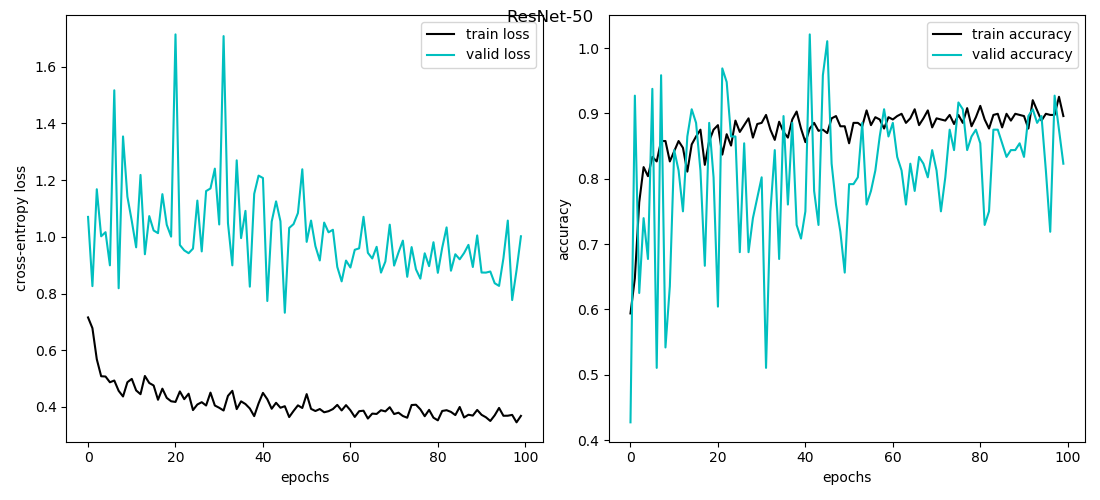 ResNet-50
train loss
valid loss
1.6
1.4
1.2
1.0
0.8
0.6
0.4
cross-entropy loss
0 20 40 60 80 100
epochs
train accuracy
valid accuracy
1.0
0.9
0.8
0.7
0.6
0.5
0.4
accuracy
0 20 40 60 80 100
epochs